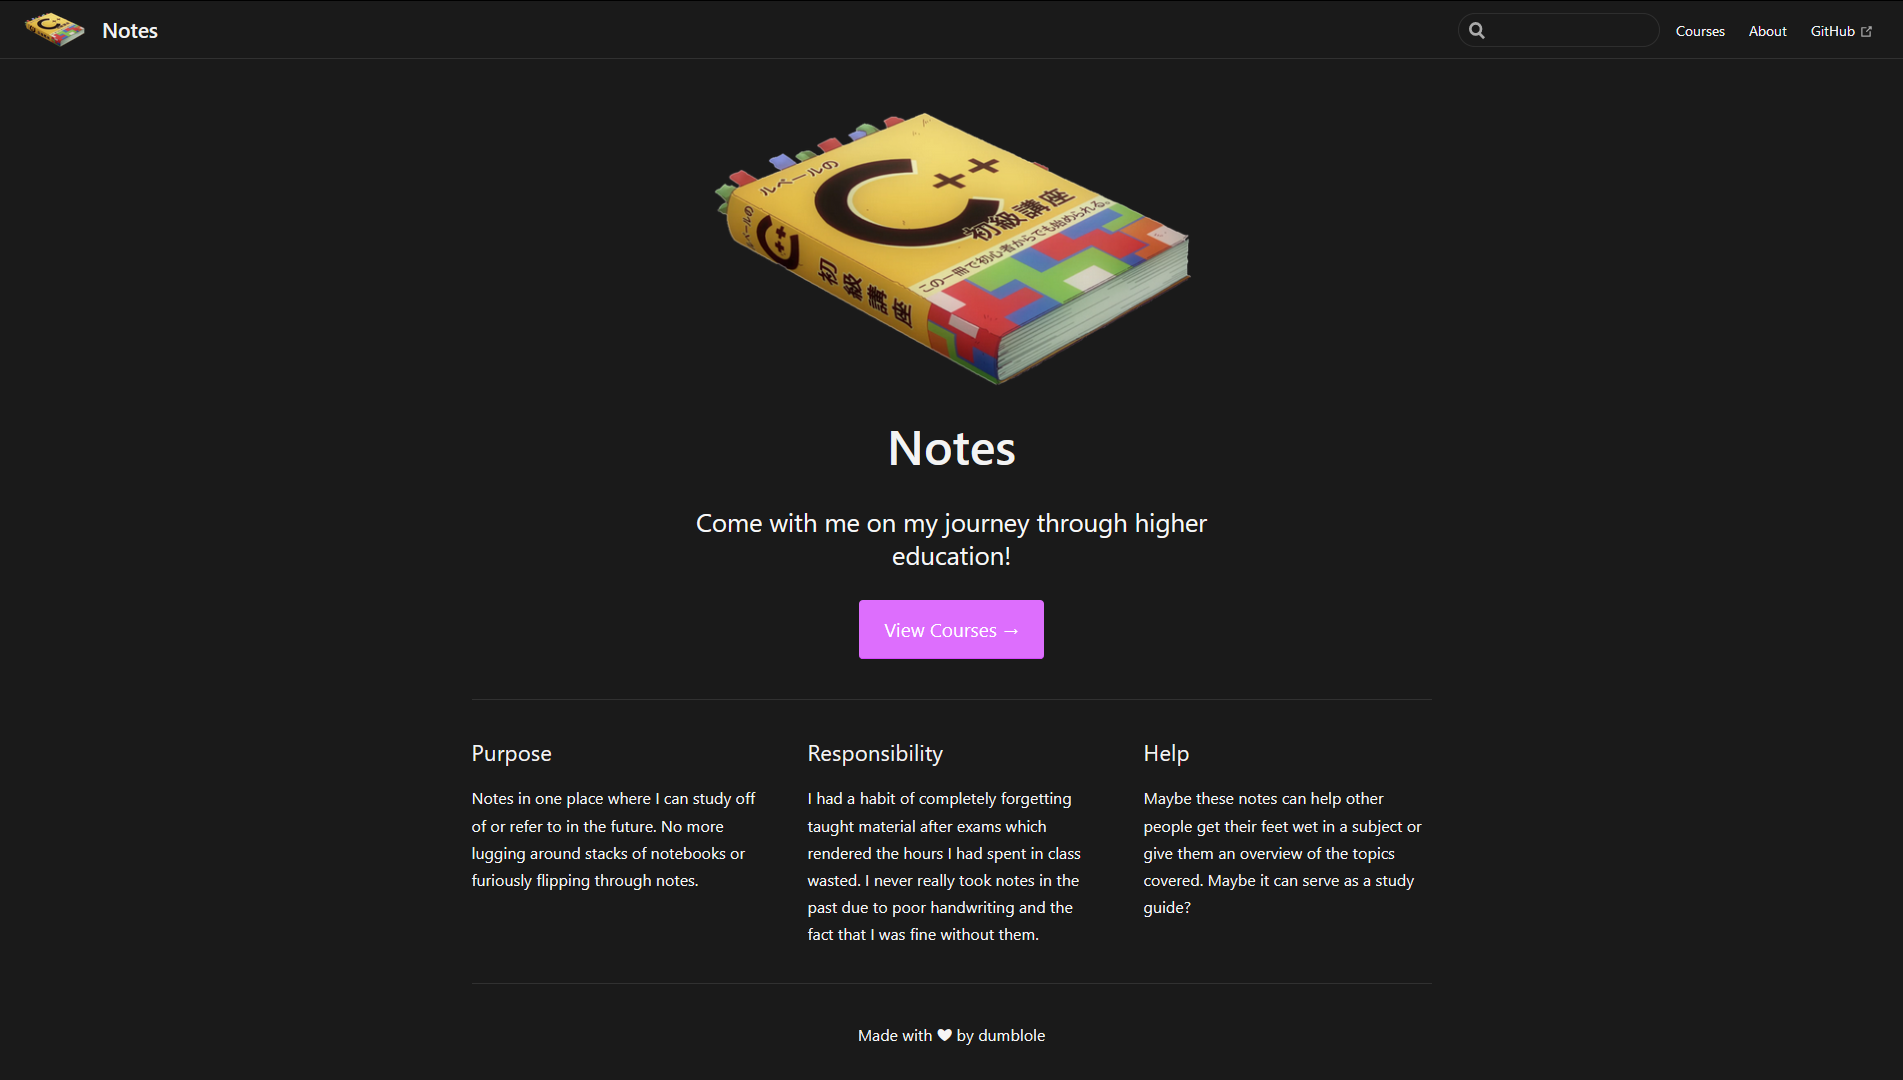 Notes
Courses
About
GitHub
ルベールの
C++
初級講座
この一冊で初心者からでも始められる。
ルベールの
C++
初級講座
Notes
Come with me on my journey through higher
education!
View Courses →
Purpose
Notes in one place where I can study off
of or refer to in the future. No more
lugging around stacks of notebooks or
furiously flipping through notes.
Responsibility
I had a habit of completely forgetting
taught material after exams which
rendered the hours I had spent in class
wasted. I never really took notes in the
past due to poor handwriting and the
fact that I was fine without them.
Help
Maybe these notes can help other
people get their feet wet in a subject or
give them an overview of the topics
covered. Maybe it can serve as a study
guide?
Made with ♥ by dumblole